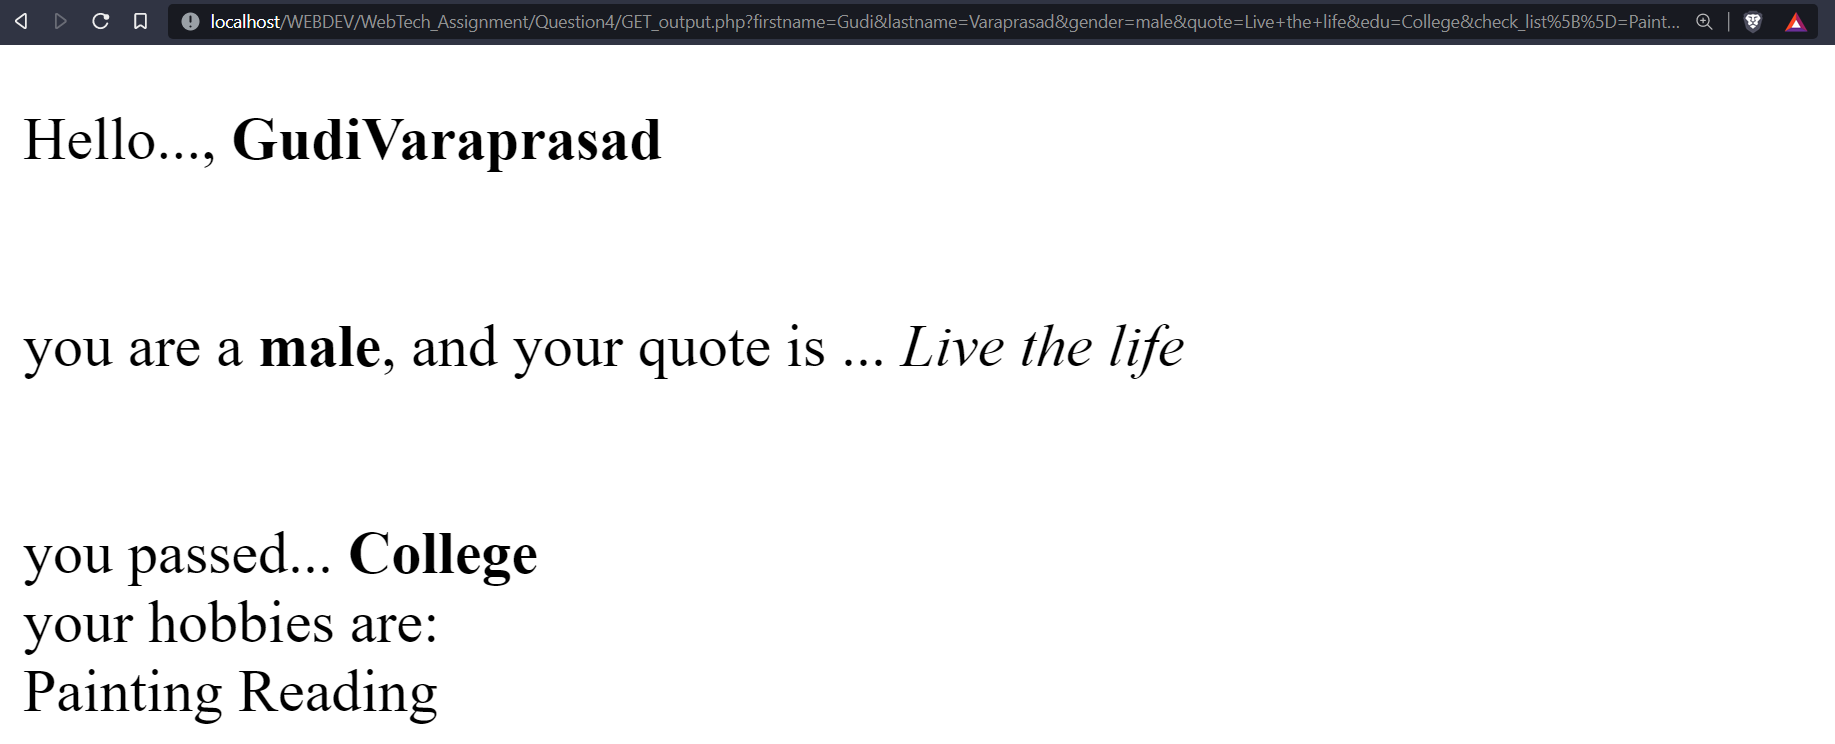 localhost/WEBDEV/WebTech_Assignment/Question4/GET_output.php?firstname=Gudi&lastname=Varaprasad&gender=male&quote=Live+the+life&edu=College&check_list%5B%5D=Paint...
Hello..., GudiVaraprasad
you are a male, and your quote is ... Live the life
you passed... College
your hobbies are:
Painting Reading